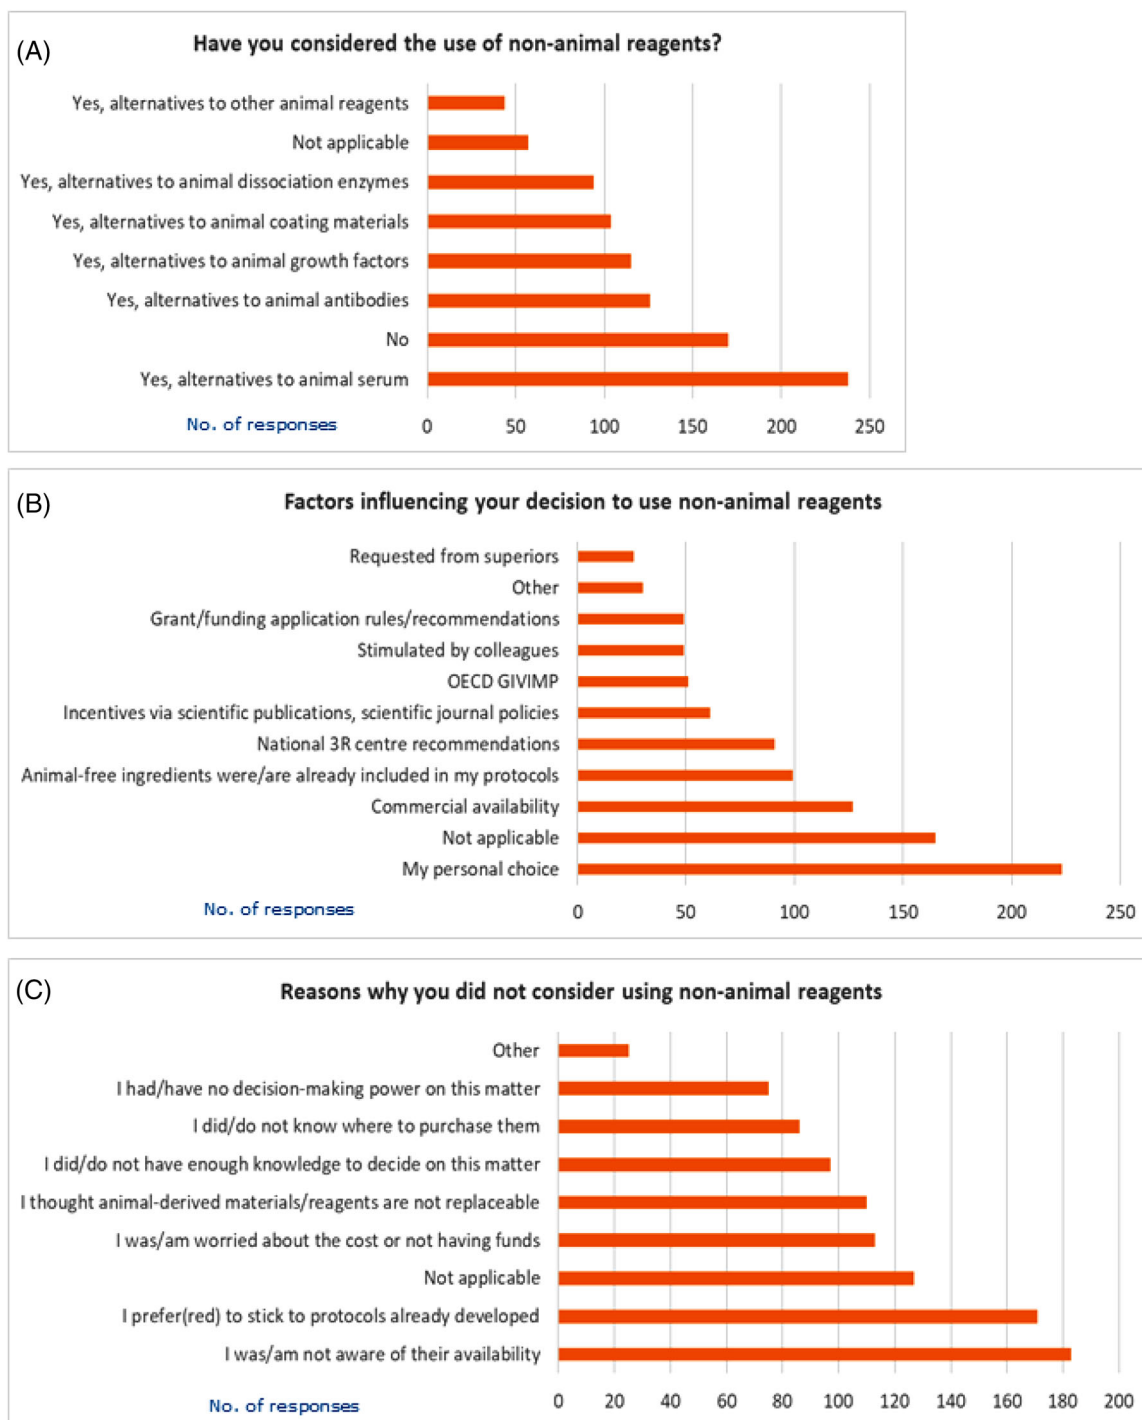 (A)
Have you considered the use of non-animal reagents?
Yes, alternatives to other animal reagents
Not applicable
Yes, alternatives to animal dissociation enzymes
Yes, alternatives to animal coating materials
Yes, alternatives to animal growth factors
Yes, alternatives to animal antibodies
No
Yes, alternatives to animal serum
No. of responses 0 50 100 150 200 250
(B)
Factors influencing your decision to use non-animal reagents
Requested from superiors
Other
Grant/funding application rules/recommendations
Stimulated by colleagues
OECD GIVIMP
Incentives via scientific publications, scientific journal policies
National 3R centre recommendations
Animal-free ingredients were/are already included in my protocols
Commercial availability
Not applicable
My personal choice
No. of responses 0 50 100 150 200 250
(C)
Reasons why you did not consider using non-animal reagents
Other
I had/have no decision-making power on this matter
I did/do not know where to purchase them
I did/do not have enough knowledge to decide on this matter
I thought animal-derived materials/reagents are not replaceable
I was/am worried about the cost or not having funds
Not applicable
I prefer(red) to stick to protocols already developed
I was/am not aware of their availability
No. of responses 0 20 40 60 80 100 120 140 160 180 200